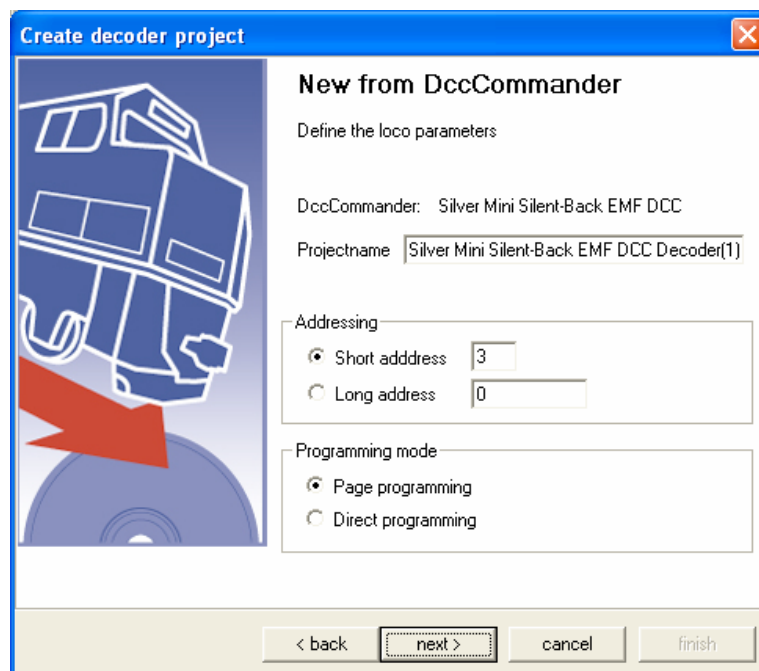 Create decoder project
New from DccCommander
Define the loco parameters
DccCommander: Silver Mini Silent-Back EMF DCC
Projectname Silver Mini Silent-Back EMF DCC Decoder(1)
Addressing
Short adddress 3
Long address 0
Programming mode
Page programming
Direct programming
< back next > cancel finish